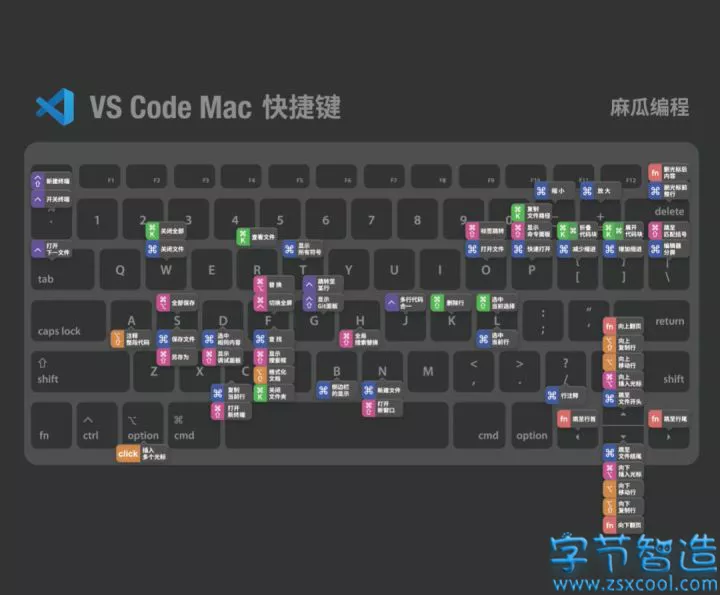 VS Code Mac 快捷键
麻瓜编程
F1
F2
F3
F4
F5
F6
F7
F8
F9
F10
F11
F12
⌃⇧ 新建终端
⌃ 开关终端
⌘ 缩 小
⌘ 放 大
fn 删光标后
内容
⌘ 删光标前
整行
~
1
2
3
4
5
6
7
8
9
0
delete
⌘K 关闭全部
⌘K 查看文件
⌘K 复制
文件路径
⌘⇧ 标签跳转
⌘⇧ 显示
命令面板
⌘K 折叠
代码块
⌘K 展开
代码块
⌘⇧ 跳至
匹配括号
⌃ 打开
下一文件
⌘ 关闭文件
⌘ 显示
所有符号
⌘ 打开文件
⌘ 快速打开
⌘ 减少缩进
⌘ 增加缩进
⌘ 编辑器
分屏
tab
Q
W
E
R
T
Y
U
I
O
P
⌘ 替 换
⌃ 跳转至
某行
⌘⇧ 全部保存
⌃⌘ 切换全屏
⌃⇧ 显示
Git面板
⌃ 多行代码
合一
⌘⇧K 删除行
⌘K 选中
当前选择
caps lock
A
S
D
F
G
H
J
K
L
return
⌥⇧ 注释
整段代码
⌘ 保存文件
⌘ 选中
相同内容
⌘ 查 找
⌘⇧ 全局
搜索替换
⌘ 选中
当前行
fn 向上翻页
⌥⇧ 向上
复制行
⌘⇧ 另存为
⌘⇧ 显示
调试面板
⌘⇧ 显示
搜索框
⌥ 向上
移动行
⇧
shift
Z
X
C
V
B
N
M
shift
⌥⇧ 格式化
文档
⌘⌥ 向上
插入光标
⌘ 复制
当前行
⌘K 关闭
文件夹
⌘ 侧边栏
的显示
⌘ 新建文件
⌘ 行注释
⌘ 跳至
文件开头
⌘⇧ 打开
新终端
⌘⇧ 打开
新窗口
fn 跳至行首
fn 跳至行尾
fn
ctrl
option
cmd
cmd
option
click 插入
多个光标
⌘ 跳至
文件结尾
⌘⌥ 向下
插入光标
⌥ 向下
移动行
⌥⇧ 向下
复制行
fn 向下翻页
字节智造
www.zsxcool.com